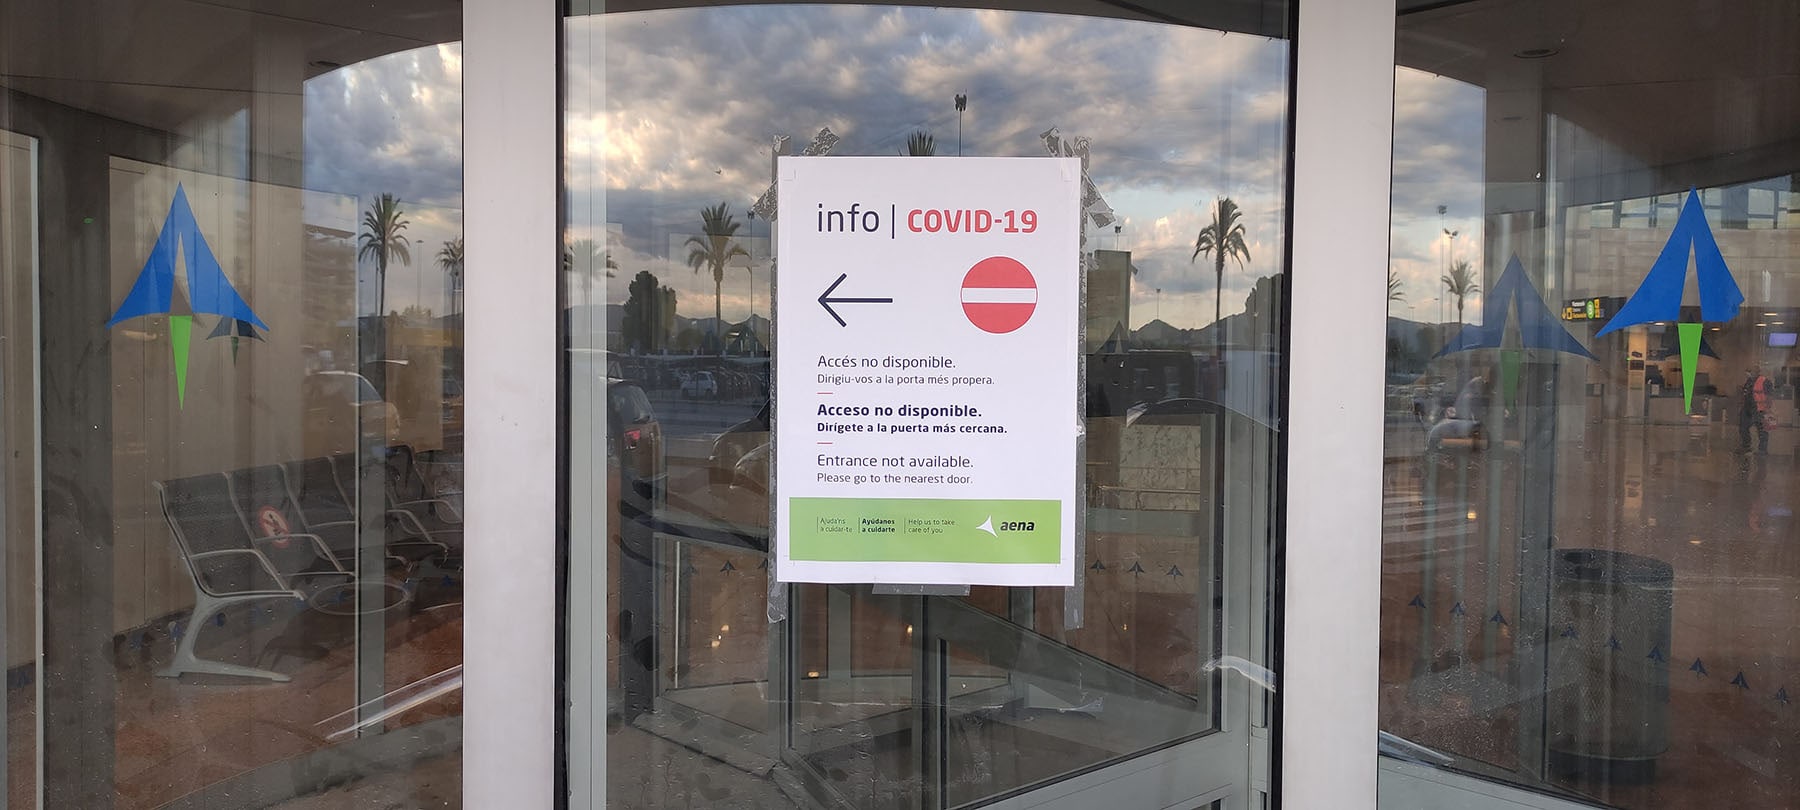 info | COVID-19
Accés no disponible.
Dirigiu-vos a la porta més propera.
Acceso no disponible.
Dirígete a la puerta más cercana.
Entrance not available.
Please go to the nearest door.
Ajuda'ns
a cuidar-te
Ayúdanos
a cuidarte
Help us to take
care of you
aena